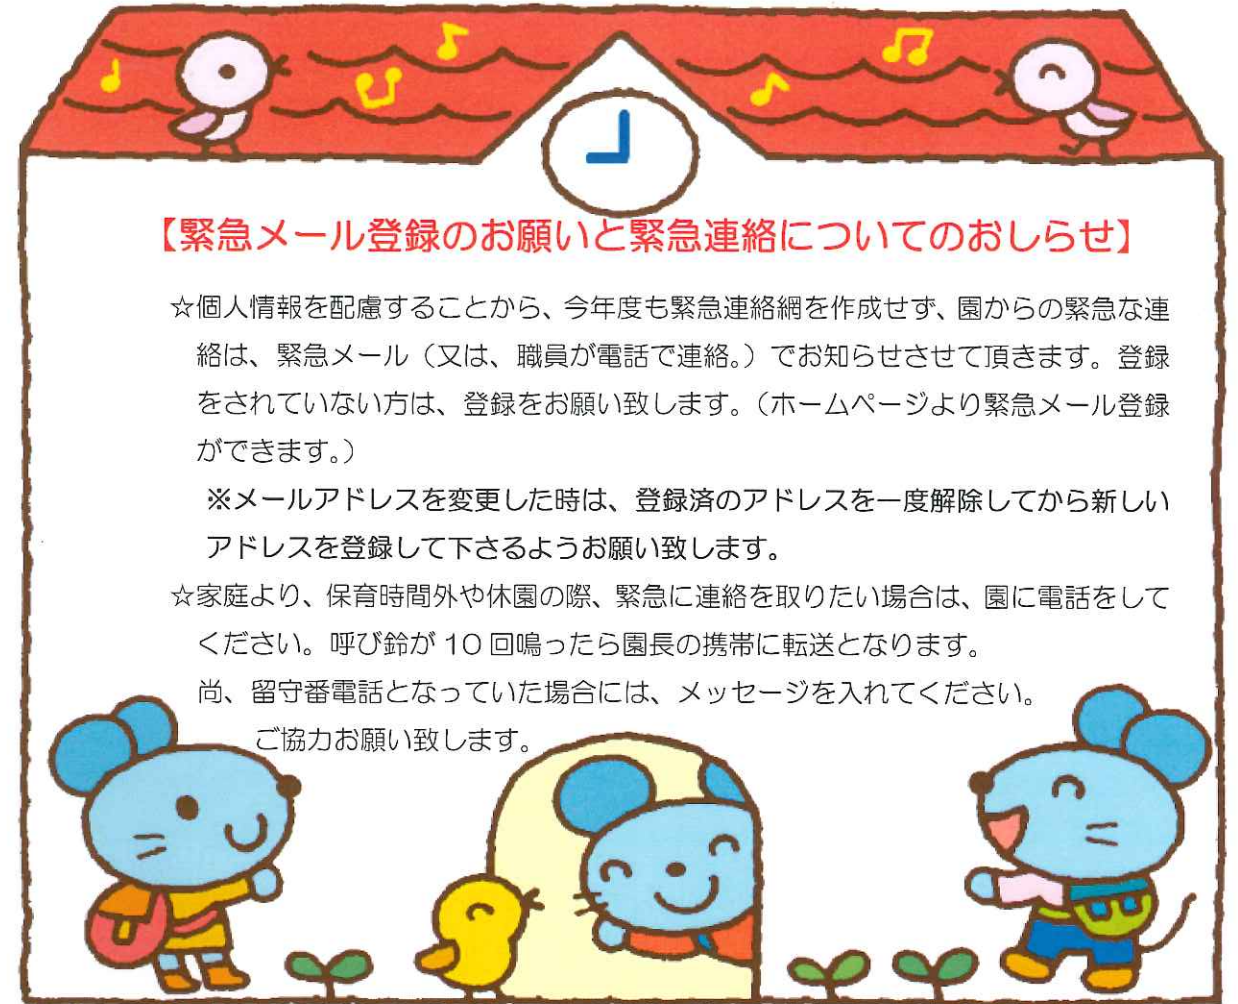 【緊急メール登録のお願いと緊急連絡についてのおしらせ】
☆個人情報を配慮することから、今年度も緊急連絡網を作成せず、園からの緊急な連
絡は、緊急メール（又は、職員が電話で連絡。）でお知らせさせて頂きます。登録
をされていない方は、登録をお願い致します。（ホームページより緊急メール登録
ができます。）
※メールアドレスを変更した時は、登録済のアドレスを一度解除してから新しい
アドレスを登録して下さるようお願い致します。
☆家庭より、保育時間外や休園の際、緊急に連絡を取りたい場合は、園に電話をして
ください。呼び鈴が 10 回鳴ったら園長の携帯に転送となります。
尚、留守番電話となっていた場合には、メッセージを入れてください。
ご協力お願い致します。